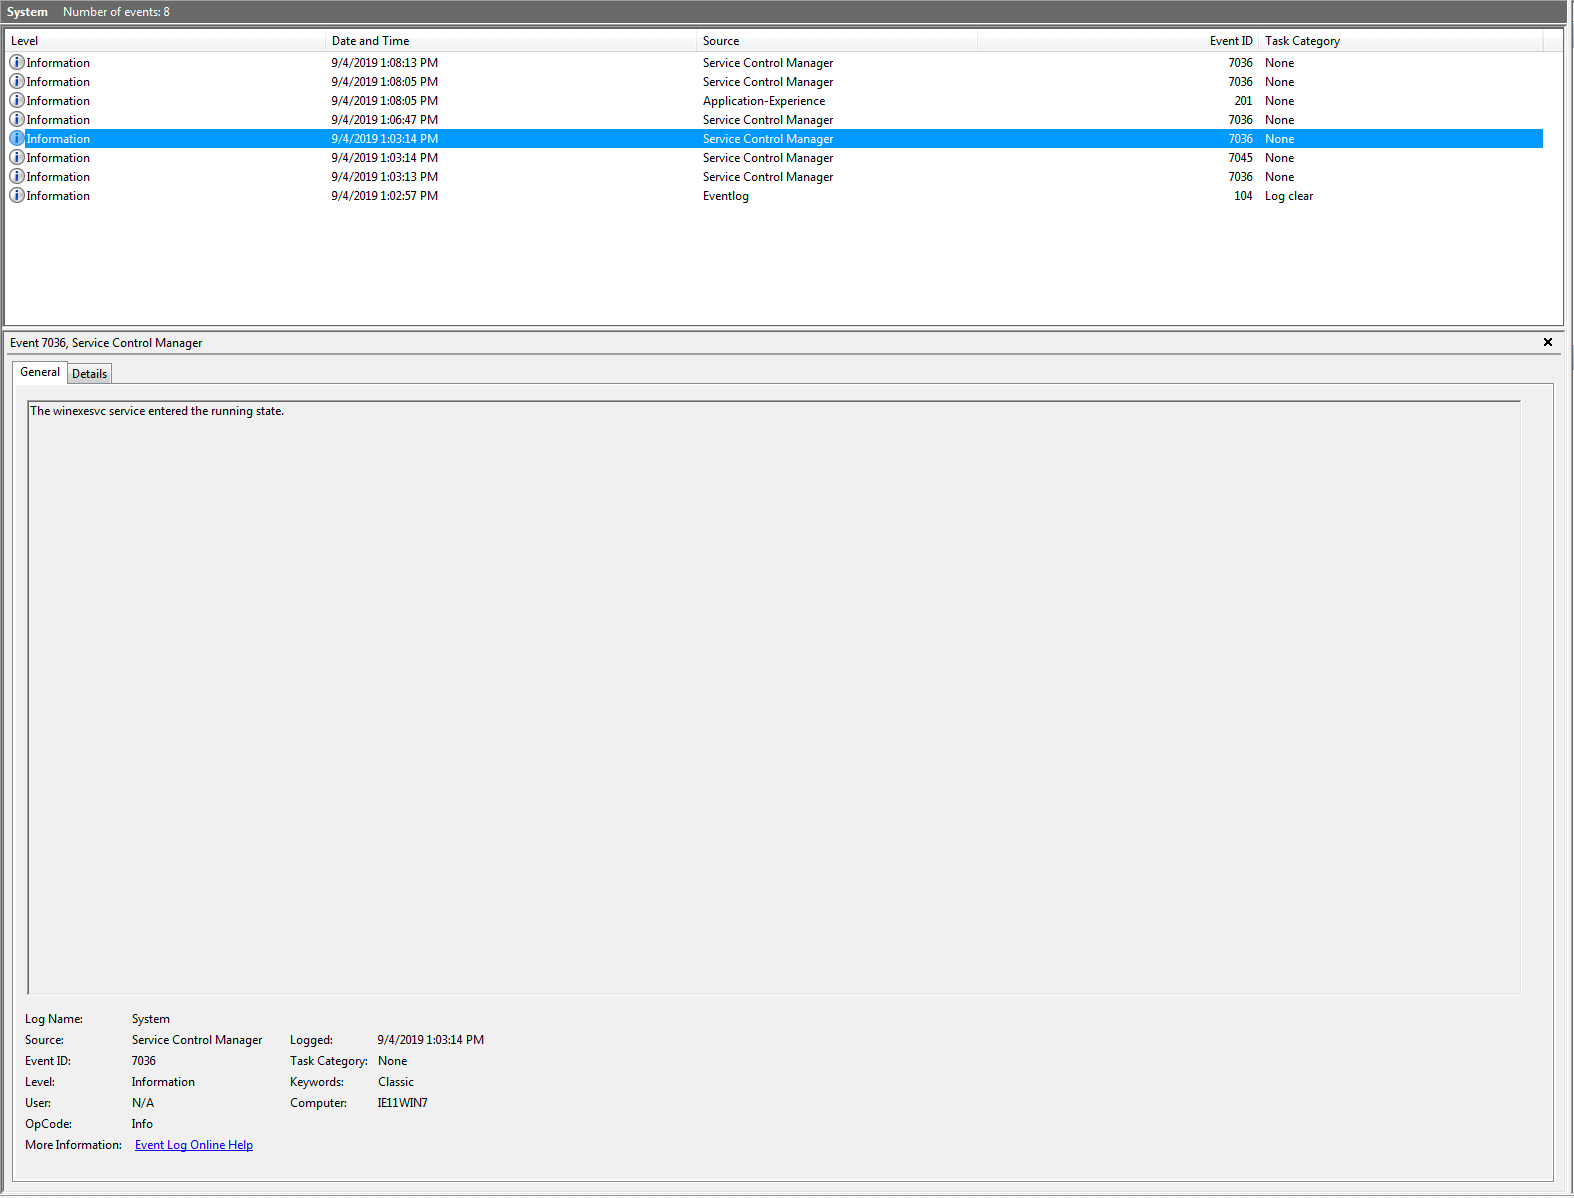 System Number of events: 8
Level Date and Time Source Event ID Task Category
Information 9/4/2019 1:08:13 PM Service Control Manager 7036 None
Information 9/4/2019 1:08:05 PM Service Control Manager 7036 None
Information 9/4/2019 1:08:05 PM Application-Experience 201 None
Information 9/4/2019 1:06:47 PM Service Control Manager 7036 None
Information 9/4/2019 1:03:14 PM Service Control Manager 7036 None
Information 9/4/2019 1:03:14 PM Service Control Manager 7045 None
Information 9/4/2019 1:03:13 PM Service Control Manager 7036 None
Information 9/4/2019 1:02:57 PM Eventlog 104 Log clear
Event 7036, Service Control Manager
General Details
The winexesvc service entered the running state.
Log Name: System
Source: Service Control Manager Logged: 9/4/2019 1:03:14 PM
Event ID: 7036 Task Category: None
Level: Information Keywords: Classic
User: N/A Computer: IE11WIN7
OpCode: Info
More Information: Event Log Online Help